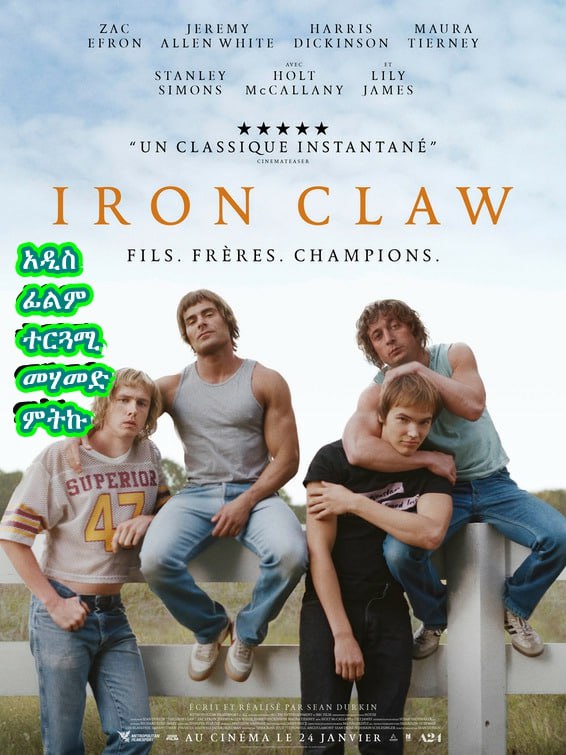 ZAC EFRON
JEREMY ALLEN WHITE
HARRIS DICKINSON
MAURA TIERNEY
STANLEY SIMONS
AVEC
HOLT McCALLANY
ET
LILY JAMES
★★★★★
“UN CLASSIQUE INSTANTANÉ”
CINEMATEASER
IRON CLAW
FILS. FRÈRES. CHAMPIONS.
አዲስ
ፊልም
ተርጓሚ
መሃመድ
ምትኩ
SUPERIOR
47
ÉCRIT ET RÉALISÉ PAR SEAN DURKIN
METROPOLITAN FILMEXPORT
AU CINÉMA LE 24 JANVIER
A24